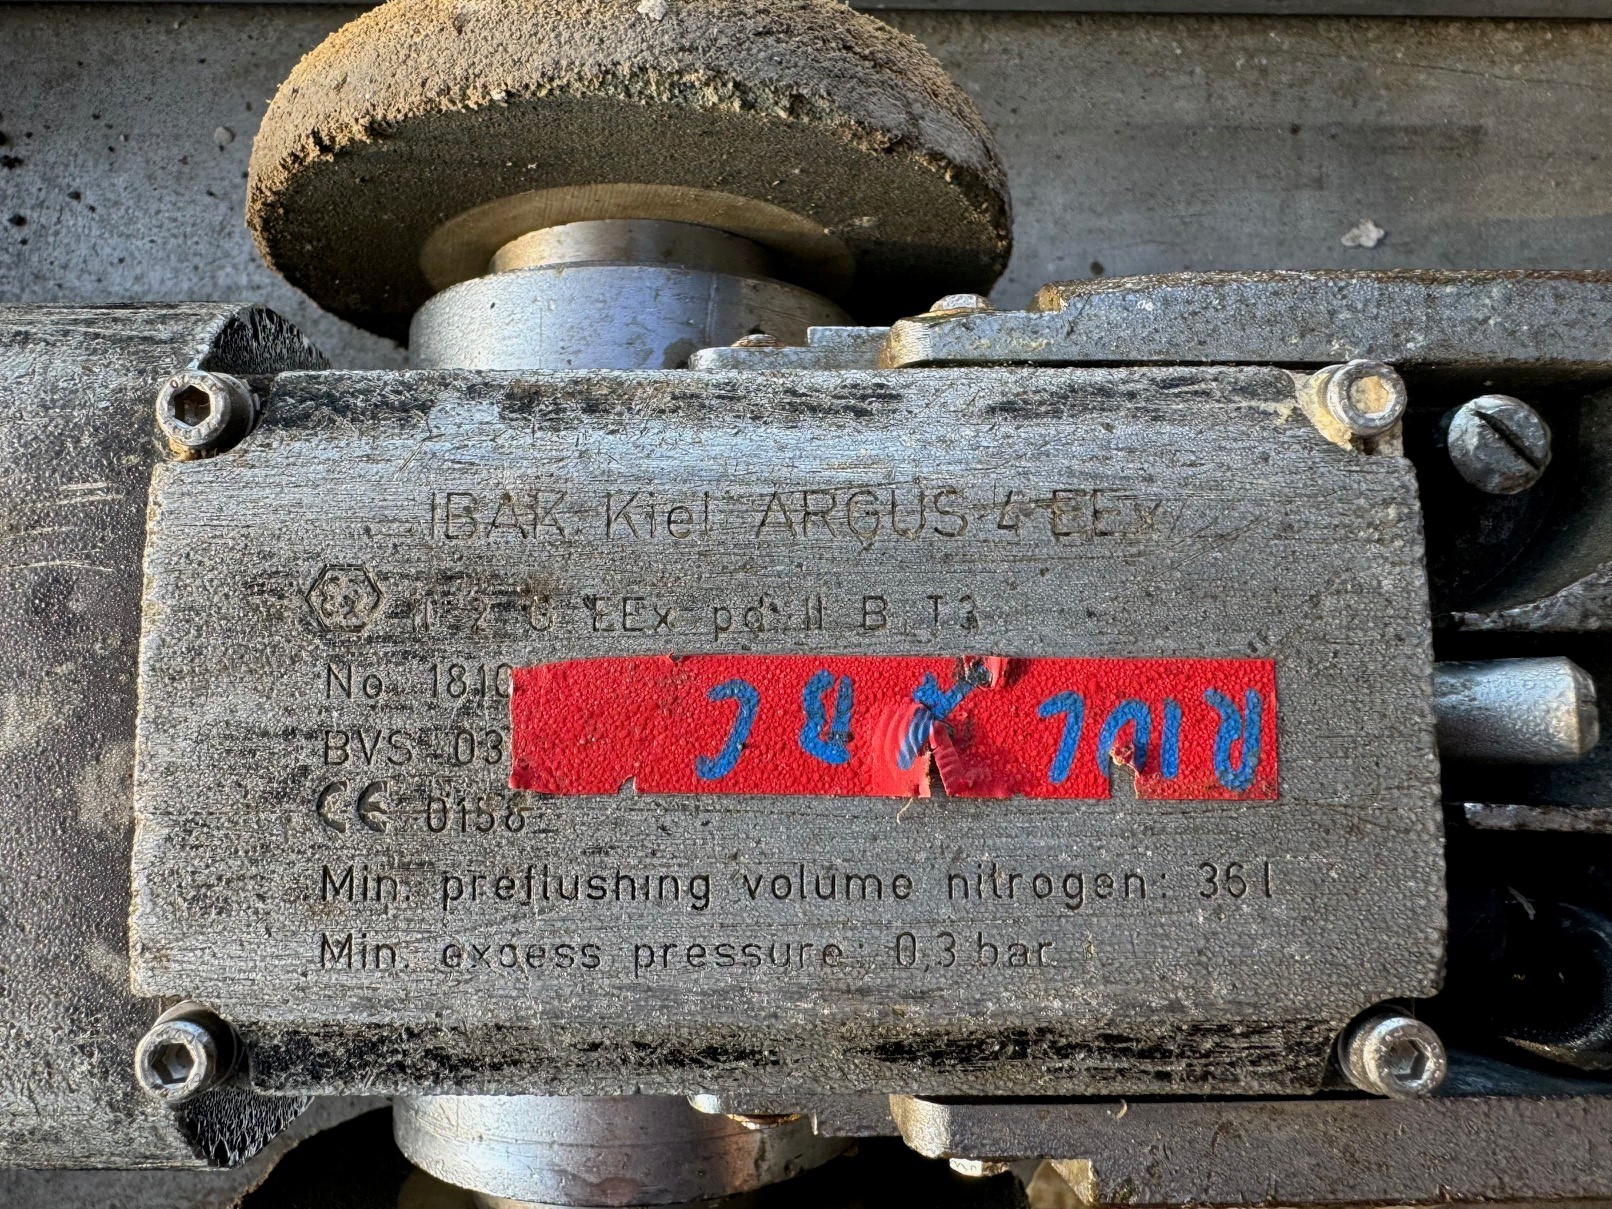 IBAK Kiel ARGUS 4 EEx
II 2 G EEx pd II B T3
No 181
BVS 03
CE 0158
Min. preflushing volume nitrogen: 36 l
Min. excess pressure: 0,3 bar